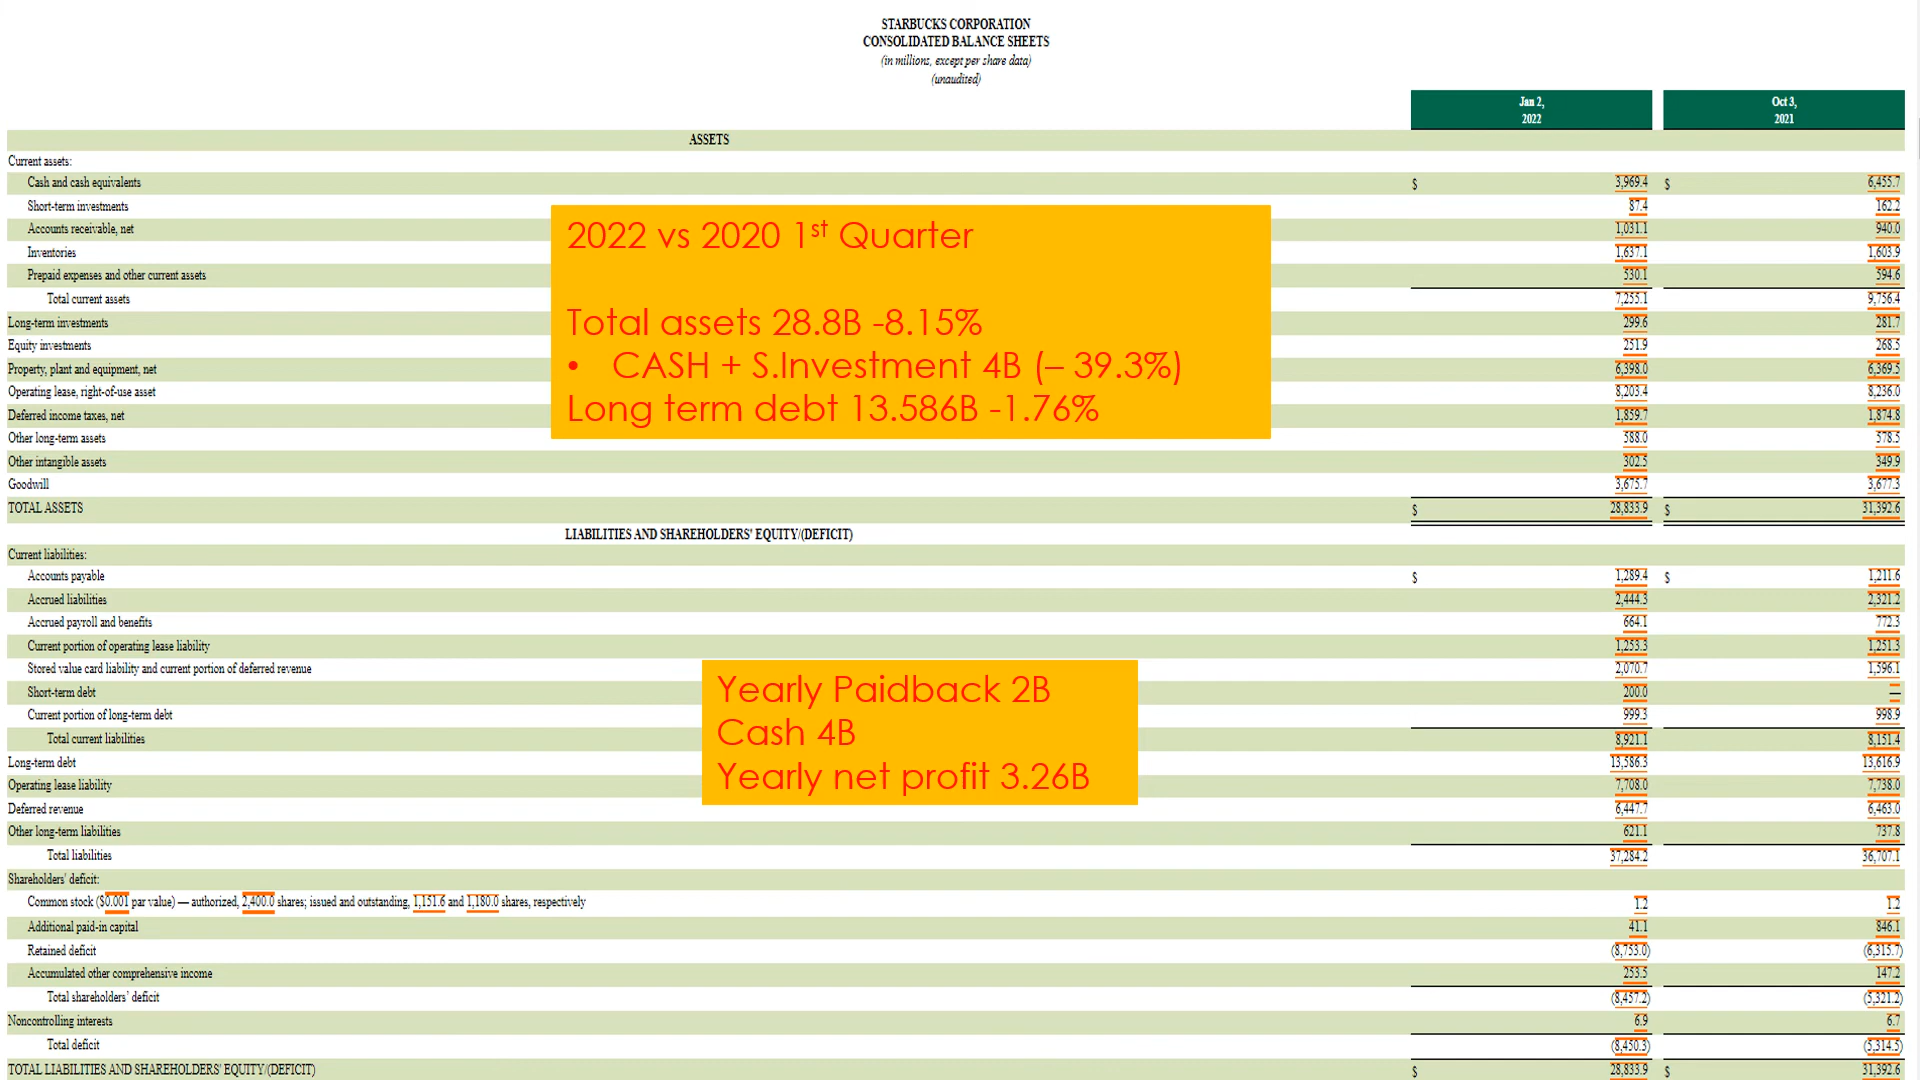 STARBUCKS CORPORATION
CONSOLIDATED BALANCE SHEETS
(in millions, except per share data)
(unaudited)
Jan 2, 2022 Oct 3, 2021
ASSETS
Current assets:
Cash and cash equivalents $ 3,969.4 $ 6,455.7
Short-term investments 87.4 162.2
Accounts receivable, net 1,031.1 940.0
Inventories 1,637.1 1,603.9
Prepaid expenses and other current assets 530.1 594.6
Total current assets 7,255.1 9,756.4
Long-term investments 299.6 281.7
Equity investments 251.9 268.5
Property, plant and equipment, net 6,398.0 6,369.5
Operating lease, right-of-use asset 8,203.4 8,236.0
Deferred income taxes, net 1,859.7 1,874.8
Other long-term assets 588.0 578.5
Other intangible assets 302.5 349.9
Goodwill 3,675.7 3,677.3
TOTAL ASSETS $ 28,833.9 $ 31,392.6
2022 vs 2020 1st Quarter
Total assets 28.8B -8.15%
• CASH + S.Investment 4B (– 39.3%)
Long term debt 13.586B -1.76%
LIABILITIES AND SHAREHOLDERS' EQUITY/(DEFICIT)
Current liabilities:
Accounts payable $ 1,289.4 $ 1,211.6
Accrued liabilities 2,444.3 2,321.2
Accrued payroll and benefits 664.1 772.3
Current portion of operating lease liability 1,253.3 1,251.3
Stored value card liability and current portion of deferred revenue 2,070.7 1,596.1
Short-term debt 200.0 —
Current portion of long-term debt 999.3 998.9
Total current liabilities 8,921.1 8,151.4
Long-term debt 13,586.3 13,616.9
Operating lease liability 7,708.0 7,738.0
Deferred revenue 6,447.7 6,463.0
Other long-term liabilities 621.1 737.8
Total liabilities 37,284.2 36,707.1
Yearly Paidback 2B
Cash 4B
Yearly net profit 3.26B
Shareholders' deficit:
Common stock ($0.001 par value) — authorized, 2,400.0 shares; issued and outstanding, 1,151.6 and 1,180.0 shares, respectively 1.2 1.2
Additional paid-in capital 41.1 846.1
Retained deficit (8,753.0) (6,315.7)
Accumulated other comprehensive income 253.5 147.2
Total shareholders' deficit (8,457.2) (5,321.2)
Noncontrolling interests 6.9 6.7
Total deficit (8,450.3) (5,314.5)
TOTAL LIABILITIES AND SHAREHOLDERS' EQUITY/(DEFICIT) $ 28,833.9 $ 31,392.6